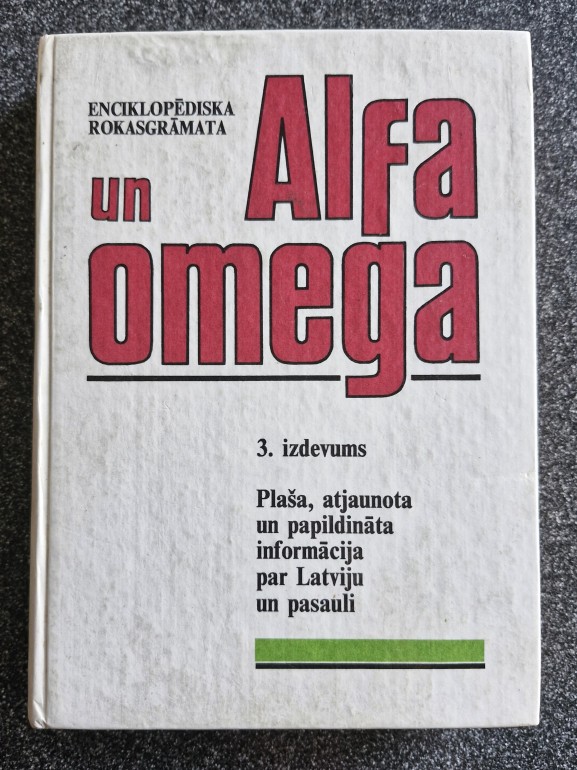 ENCIKLOPĒDISKA
ROKASGRĀMATA
Alfa
un
omega
3. izdevums
Plaša, atjaunota
un papildināta
informācija
par Latviju
un pasauli